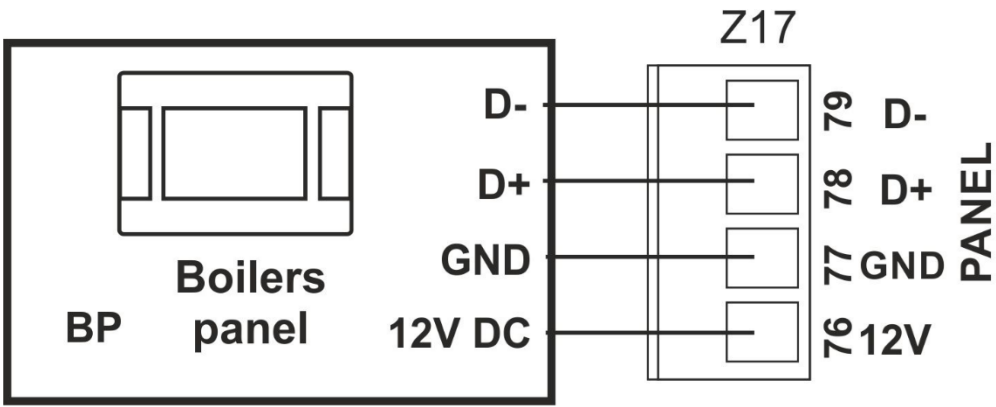 Z17
D-
79
D-
D+
78
D+
GND
77
GND
12V DC
76
12V
PANEL
Boilers
panel
BP